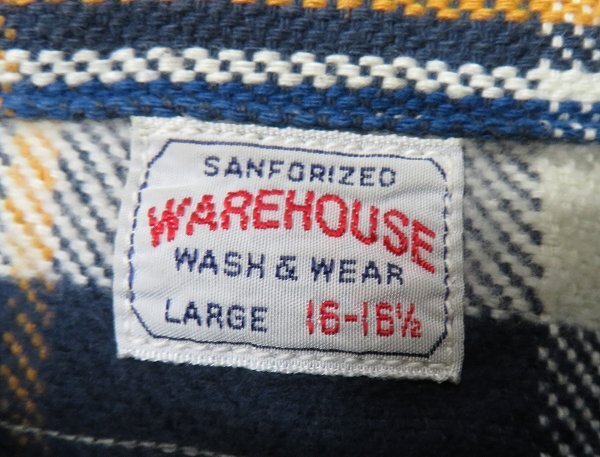 SANFORIZED
WAREHOUSE
WASH & WEAR
LARGE 16-16½